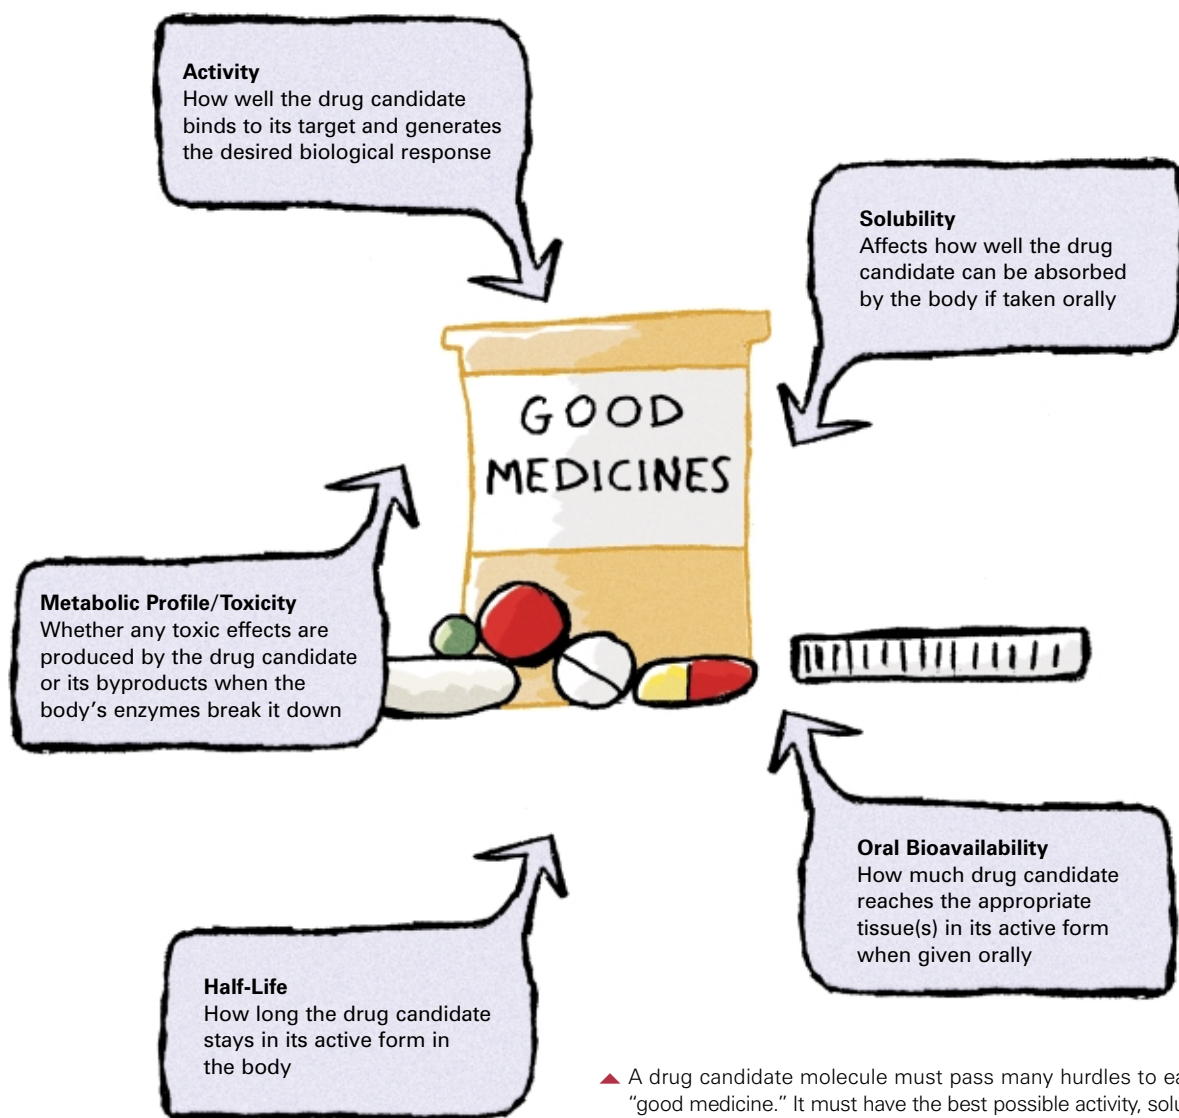 Activity
How well the drug candidate
binds to its target and generates
the desired biological response
Solubility
Affects how well the drug
candidate can be absorbed
by the body if taken orally
GOOD
MEDICINES
Metabolic Profile/Toxicity
Whether any toxic effects are
produced by the drug candidate
or its byproducts when the
body's enzymes break it down
Oral Bioavailability
How much drug candidate
reaches the appropriate
tissue(s) in its active form
when given orally
Half-Life
How long the drug candidate
stays in its active form in
the body
A drug candidate molecule must pass many hurdles to
"good medicine." It must have the best possible activity,